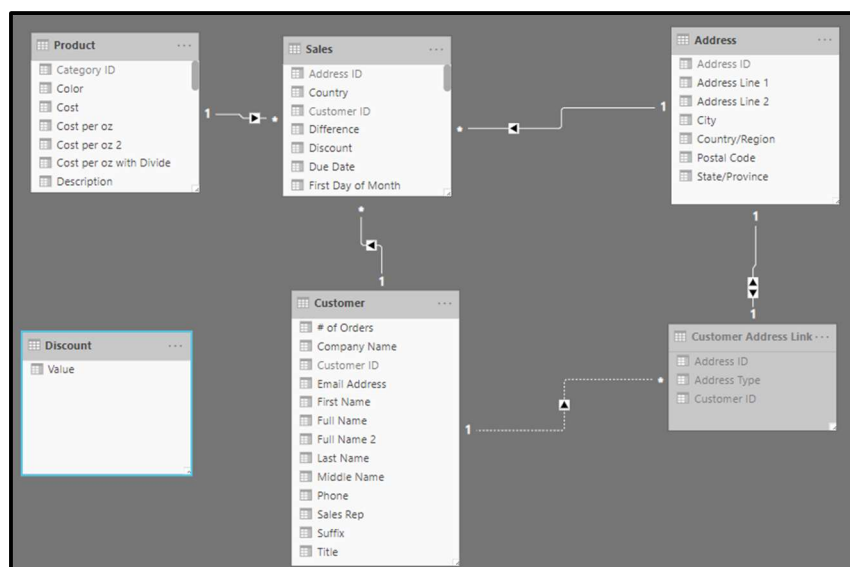 Product
Category ID
Color
Cost
Cost per oz
Cost per oz 2
Cost per oz with Divide
Description
1
*
Sales
Address ID
Country
Customer ID
Difference
Discount
Due Date
First Day of Month
*
1
Address
Address ID
Address Line 1
Address Line 2
City
Country/Region
Postal Code
State/Province
*
1
1
1
Customer
# of Orders
Company Name
Customer ID
Email Address
First Name
Full Name
Full Name 2
Last Name
Middle Name
Phone
Sales Rep
Suffix
Title
1
*
Customer Address Link
Address ID
Address Type
Customer ID
Discount
Value